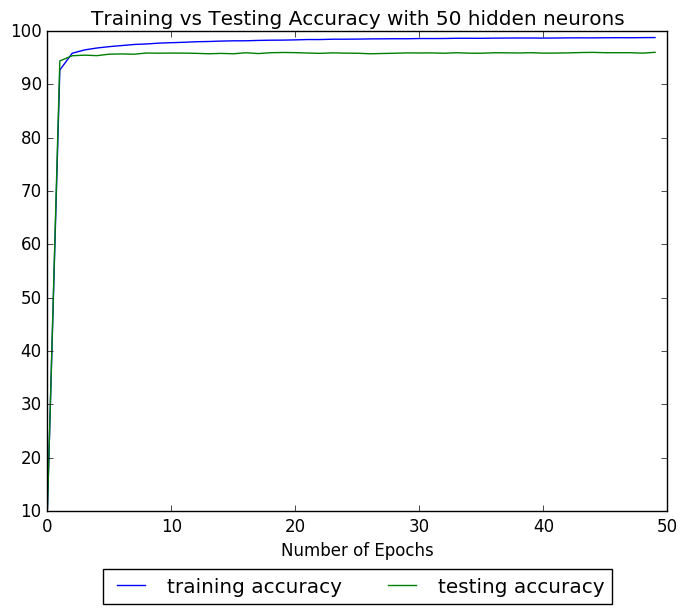 Training vs Testing Accuracy with 50 hidden neurons
100
90
80
70
60
50
40
30
20
10
0 10 20 30 40 50
Number of Epochs
training accuracy testing accuracy